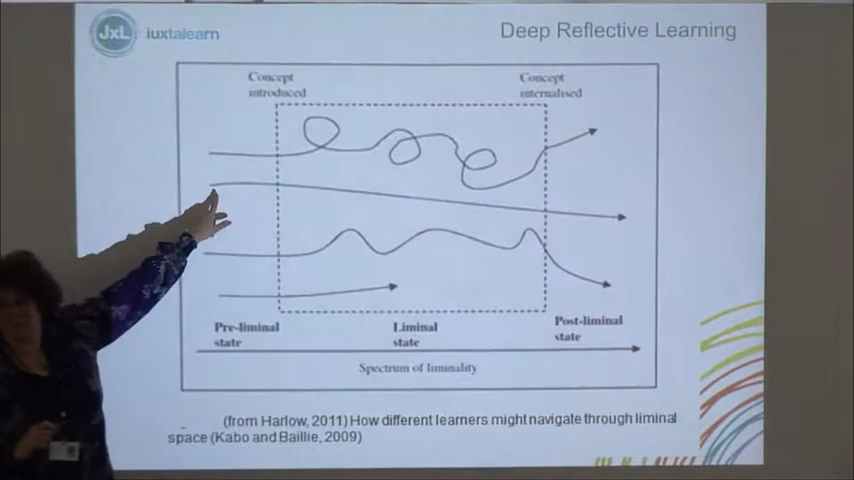 JxL
iuxtalearn
Deep Reflective Learning
Concept
introduced
Concept
internalised
Pre-liminal
state
Liminal
state
Post-liminal
state
Spectrum of liminality
(from Harlow, 2011) How different learners might navigate through liminal
space (Kabo and Baillie, 2009)